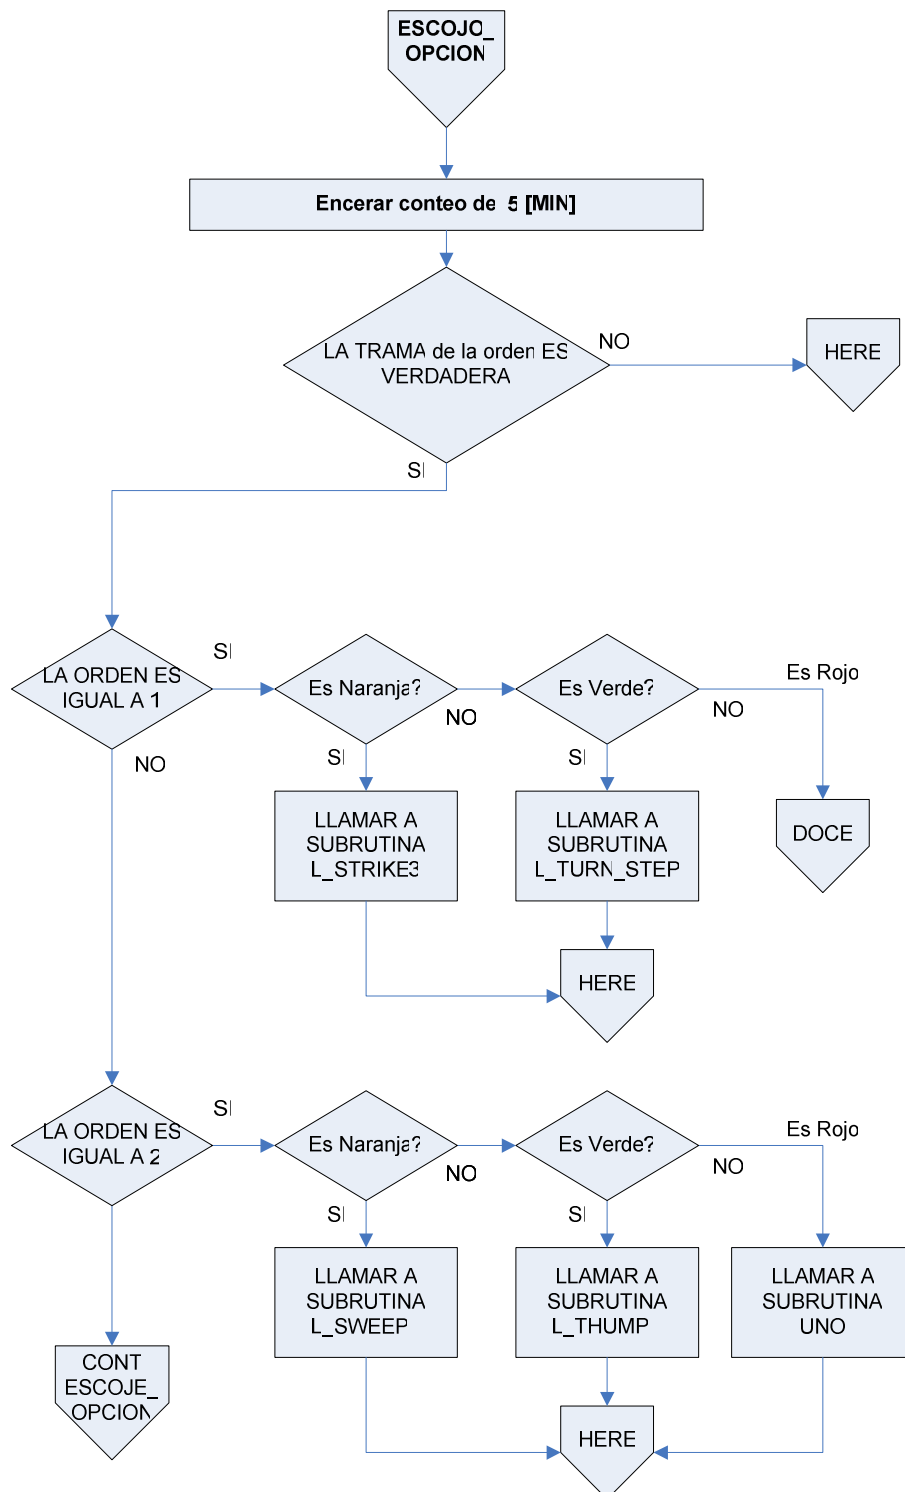 ESCOJO_
OPCION
Encerar conteo de 5 [MIN]
LA TRAMA de la orden ES
VERDADERA
NO
HERE
SI
LA ORDEN ES
IGUAL A 1
SI
Es Naranja?
NO
Es Verde?
NO
Es Rojo
NO
SI
SI
LLAMAR A
SUBRUTINA
L_STRIKE3
LLAMAR A
SUBRUTINA
L_TURN_STEP
DOCE
HERE
LA ORDEN ES
IGUAL A 2
SI
Es Naranja?
NO
Es Verde?
NO
Es Rojo
SI
SI
LLAMAR A
SUBRUTINA
L_SWEEP
LLAMAR A
SUBRUTINA
L_THUMP
LLAMAR A
SUBRUTINA
UNO
CONT
ESCOJE_
OPCION
HERE